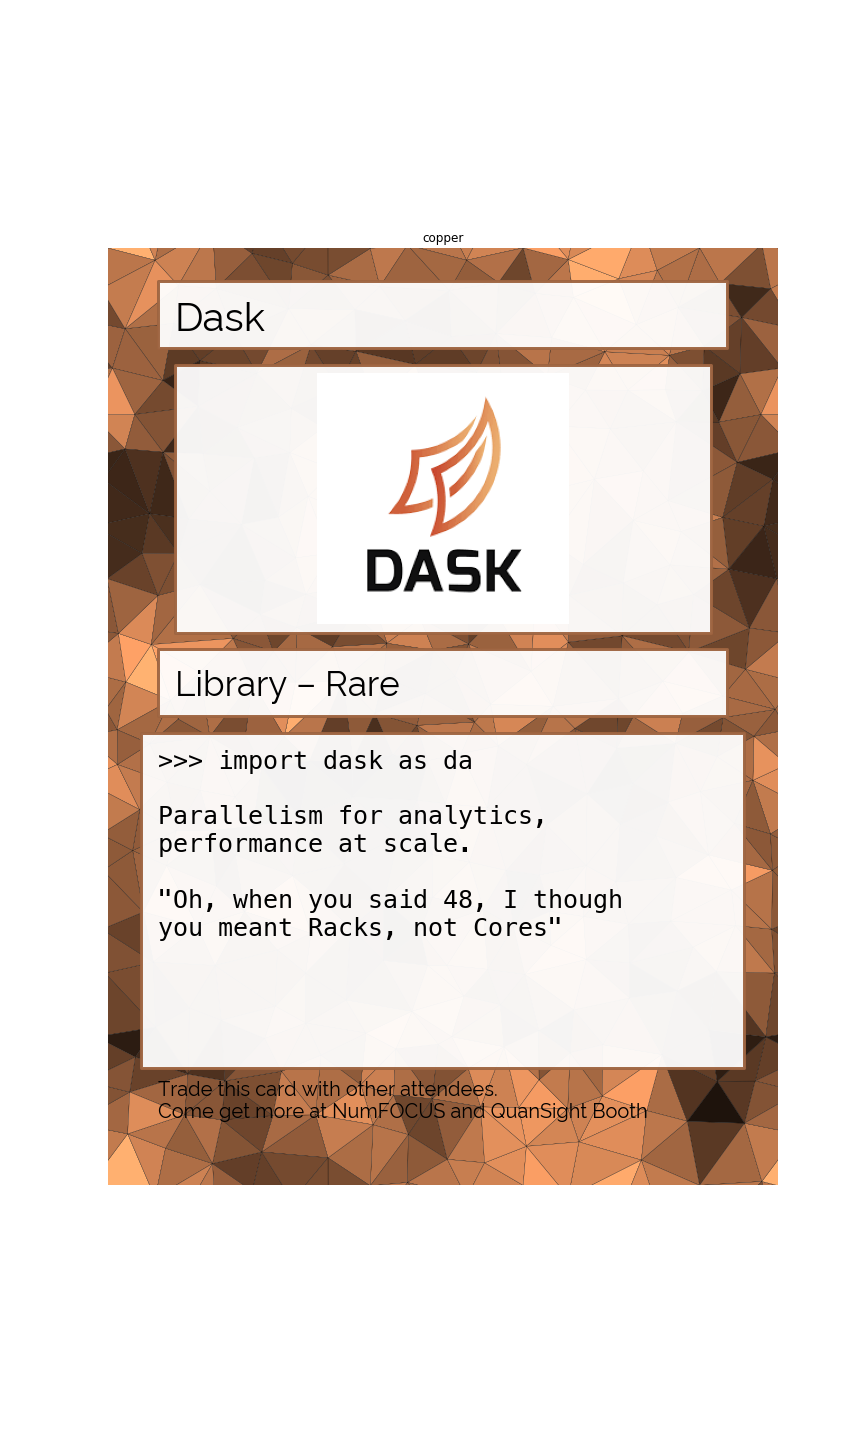 copper
Dask
DASK
Library – Rare
>>> import dask as da
Parallelism for analytics,
performance at scale.
"Oh, when you said 48, I though
you meant Racks, not Cores"
Trade this card with other attendees.
Come get more at NumFOCUS and QuanSight Booth